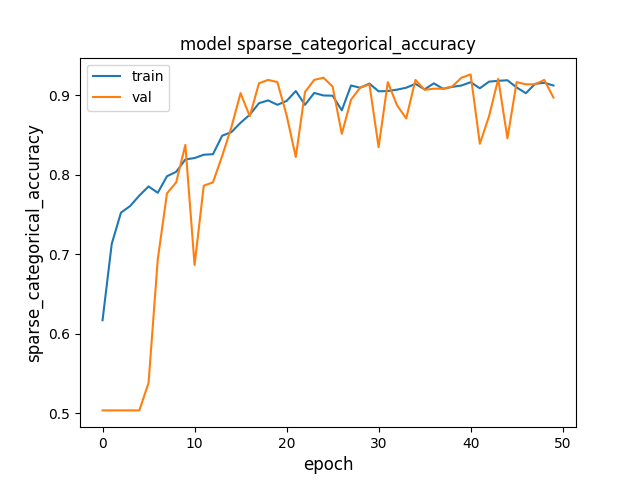 model sparse_categorical_accuracy
train
val
sparse_categorical_accuracy
0.9
0.8
0.7
0.6
0.5
0 10 20 30 40 50
epoch